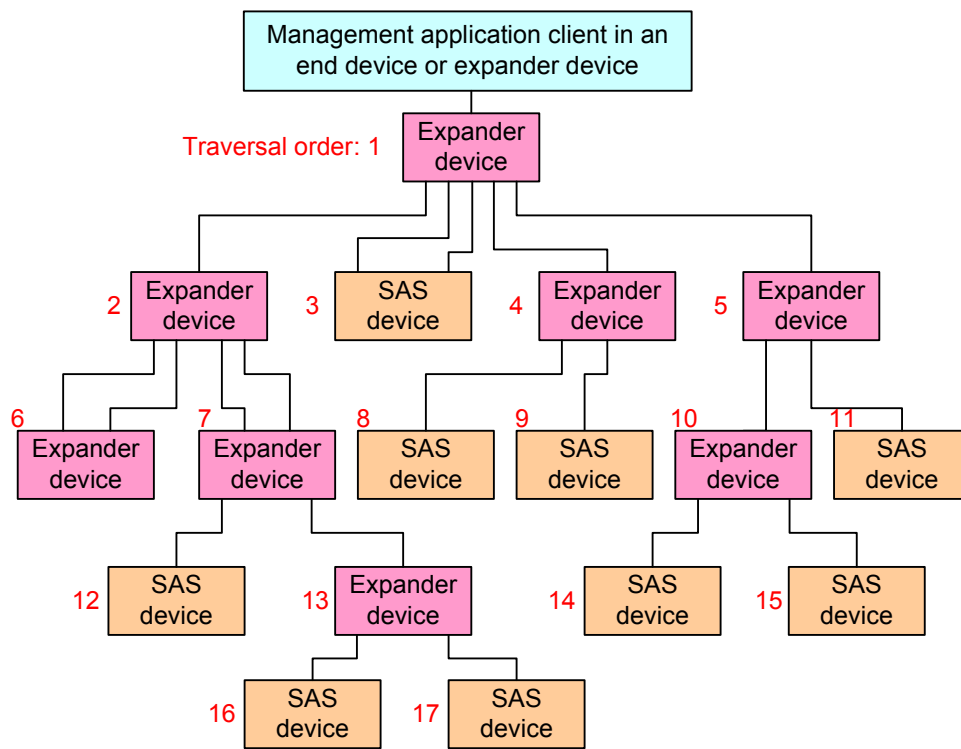 Management application client in an
end device or expander device
Traversal order: 1
Expander
device
2
Expander
device
3
SAS
device
4
Expander
device
5
Expander
device
6
Expander
device
7
Expander
device
8
SAS
device
9
SAS
device
10
Expander
device
11
SAS
device
12
SAS
device
13
Expander
device
14
SAS
device
15
SAS
device
16
SAS
device
17
SAS
device